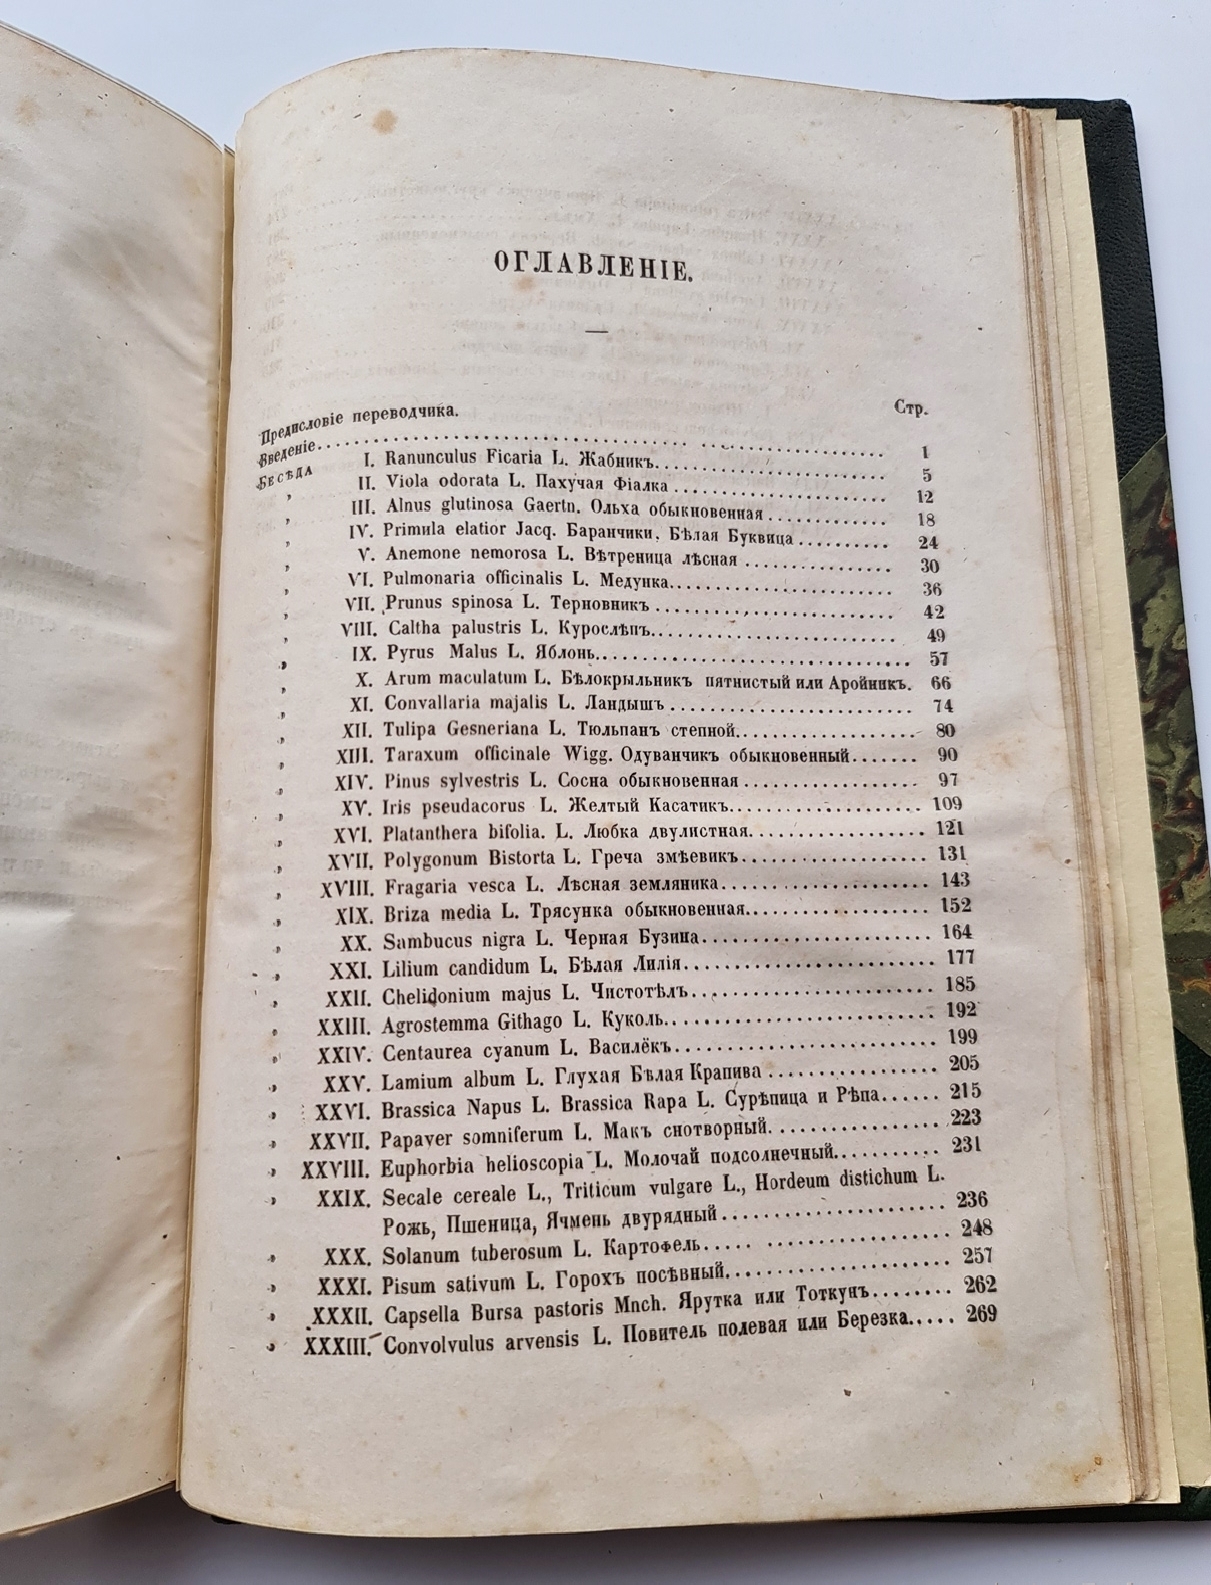 ОГЛАВЛЕНІЕ.
Стр.
Предисловіе переводчика.
Введеніе........ 1
Бесѣда I. Ranunculus Ficaria L. Жабникъ........ 5
„ II. Viola odorata L. Пахучая Фіалка........ 12
„ III. Alnus glutinosa Gaertn. Ольха обыкновенная........ 18
„ IV. Primula elatior Jacq. Баранчики. Бѣлая Буквица........ 24
„ V. Anemone nemorosa L. Вѣтреница лѣсная........ 30
„ VI. Pulmonaria officinalis L. Медунка........ 36
„ VII. Prunus spinosa L. Терновникъ........ 42
„ VIII. Caltha palustris L. Курослѣпъ........ 49
„ IX. Pyrus Malus L. Яблонь........ 57
„ X. Arum maculatum L. Бѣлокрыльникъ пятнистый или Аройникъ. 66
„ XI. Convallaria majalis L. Ландышъ........ 74
„ XII. Tulipa Gesneriana L. Тюльпанъ степной........ 80
„ XIII. Taraxum officinale Wigg. Одуванчикъ обыкновенный....... 90
„ XIV. Pinus sylvestris L. Сосна обыкновенная........ 97
„ XV. Iris pseudacorus L. Желтый Касатикъ........ 109
„ XVI. Platanthera bifolia. L. Любка двулистная........ 121
„ XVII. Polygonum Bistorta L. Греча змѣевикъ........ 131
„ XVIII. Fragaria vesca L. Лѣсная земляника........ 143
„ XIX. Briza media L. Трясунка обыкновенная........ 152
„ XX. Sambucus nigra L. Черная Бузина........ 164
„ XXI. Lilium candidum L. Бѣлая Лилія........ 177
„ XXII. Chelidonium majus L. Чистотѣлъ........ 185
„ XXIII. Agrostemma Githago L. Куколь........ 192
„ XXIV. Centaurea cyanum L. Василёкъ........ 199
„ XXV. Lamium album L. Глухая Бѣлая Крапива........ 205
„ XXVI. Brassica Napus L. Brassica Rapa L. Сурѣпица и Рѣпа...... 215
„ XXVII. Papaver somniferum L. Макъ снотворный........ 223
„ XXVIII. Euphorbia helioscopia L. Молочай подсолнечный........ 231
„ XXIX. Secale cereale L., Triticum vulgare L., Hordeum distichum L.
Рожь, Пшеница, Ячмень двурядный........ 236
„ XXX. Solanum tuberosum L. Картофель........ 248
„ XXXI. Pisum sativum L. Горохъ посѣвный........ 257
„ XXXII. Capsella Bursa pastoris Mnch. Ярутка или Тоткунъ........ 262
„ XXXIII. Convolvulus arvensis L. Повитель полевая или Березка..... 269